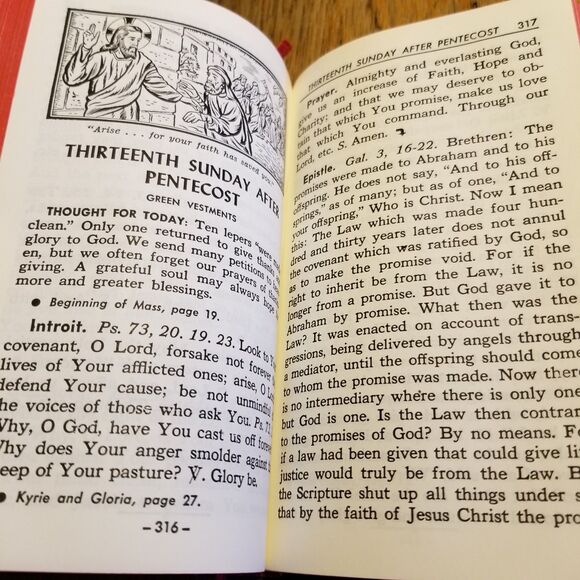 "Arise . . . for your faith has saved you."
THIRTEENTH SUNDAY AFTER
PENTECOST
GREEN VESTMENTS
THOUGHT FOR TODAY: Ten lepers "were
clean." Only one returned to give
glory to God. We send many petitions to
en, but we often forget our prayers of
giving. A grateful soul may always hope
more and greater blessings.
● Beginning of Mass, page 19.
Introit. Ps. 73, 20. 19. 23. Look to
covenant, O Lord, forsake not forever
lives of Your afflicted ones; arise, O
defend Your cause; be not unmindful
the voices of those who ask You. Ps.
Why, O God, have You cast us off forever
Why does Your anger smolder against
eep of Your pasture? ℣. Glory be.
● Kyrie and Gloria, page 27.
–316–
THIRTEENTH SUNDAY AFTER PENTECOST 317
Prayer. Almighty and everlasting God,
give us an increase of Faith, Hope and
Charity; and that we may deserve to ob-
tain that which You promise, make us love
that which You command. Through our
Lord, etc. S. Amen.
Epistle. Gal. 3, 16-22. Brethren: The
promises were made to Abraham and to his
offspring. He does not say, "And to his off-
springs," as of many; but as of one, "And to
your offspring," Who is Christ. Now I mean
this: The Law which was made four hun-
dred and thirty years later does not annul
the covenant which was ratified by God, so
as to make the promise void. For if the
right to inherit be from the Law, it is no
longer from a promise. But God gave it to
Abraham by promise. What then was the
Law? It was enacted on account of trans-
gressions, being delivered by angels through
a mediator, until the offspring should come
to whom the promise was made. Now there
is no intermediary where there is only one
but God is one. Is the Law then contrar
to the promises of God? By no means. F
if a law had been given that could give li
justice would truly be from the Law. B
the Scripture shut up all things under s
that by the faith of Jesus Christ the pro